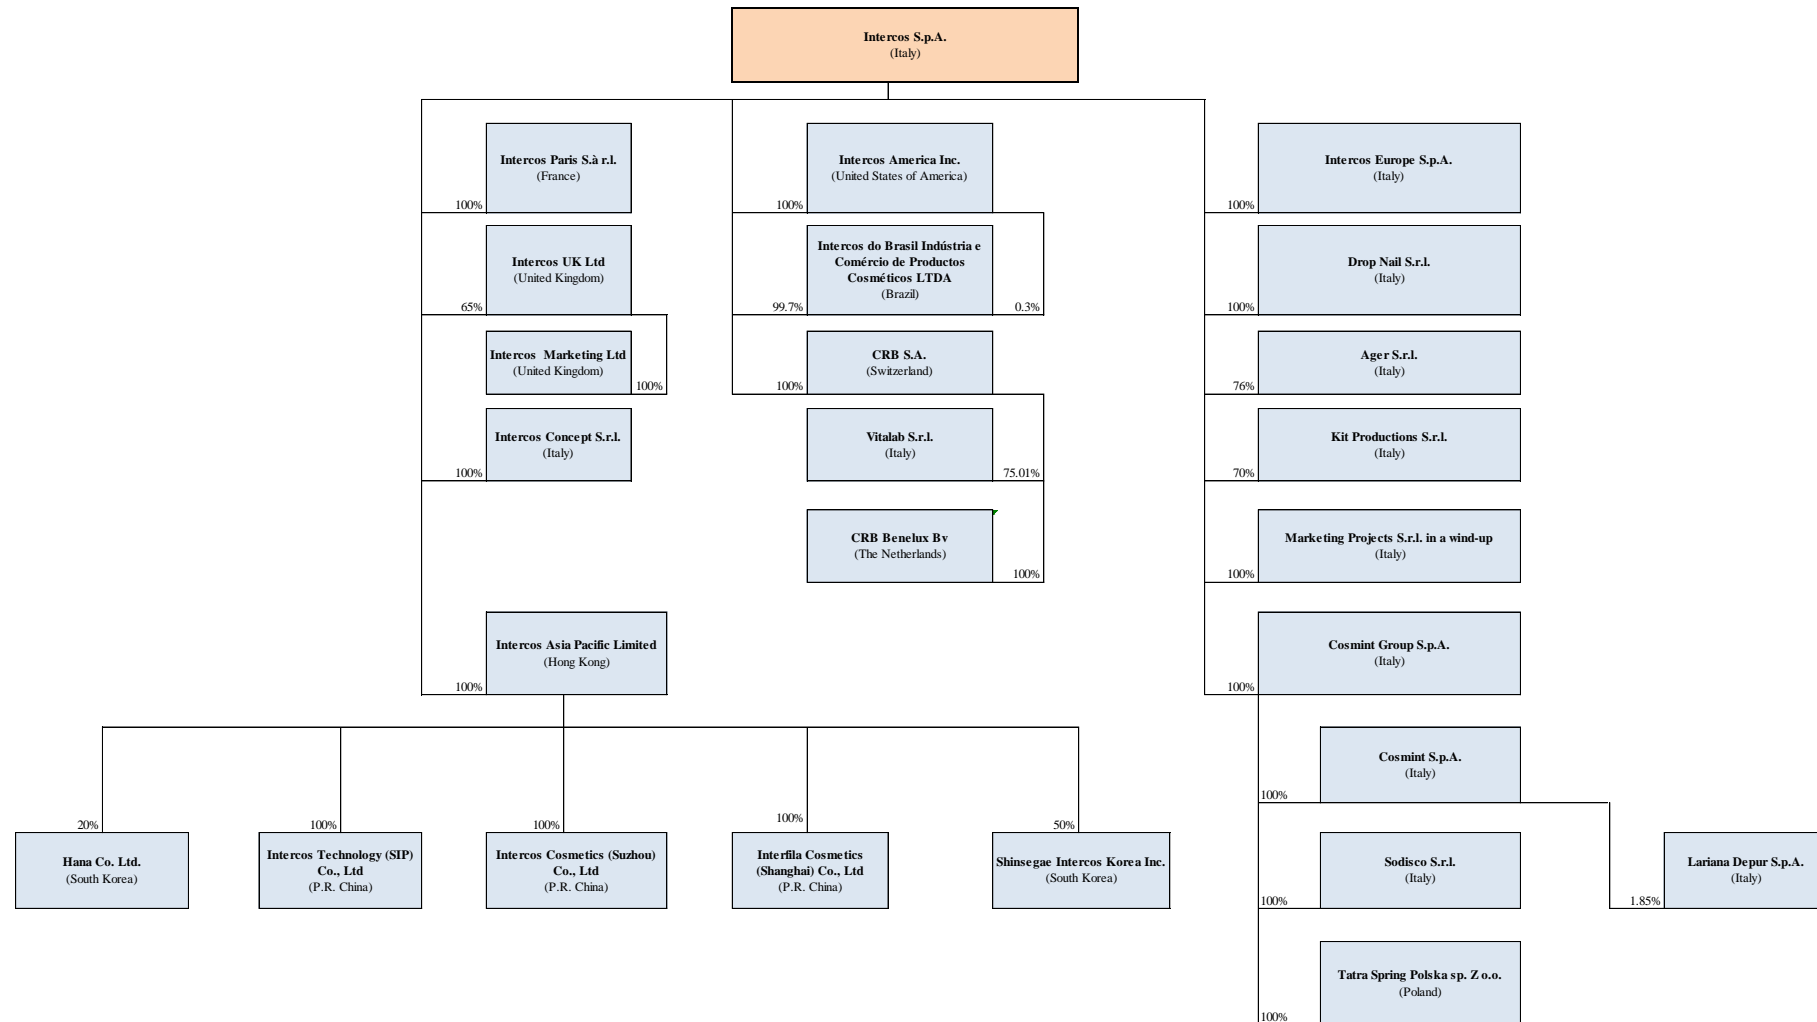 Intercos S.p.A.
(Italy)
Intercos Paris S.à r.l.
(France)
100%
Intercos America Inc.
(United States of America)
100%
Intercos Europe S.p.A.
(Italy)
100%
Intercos UK Ltd
(United Kingdom)
65%
Intercos do Brasil Indústria e
Comércio de Productos
Cosméticos LTDA
(Brazil)
99.7%
0.3%
Drop Nail S.r.l.
(Italy)
100%
Intercos Marketing Ltd
(United Kingdom)
100%
CRB S.A.
(Switzerland)
100%
Ager S.r.l.
(Italy)
76%
Intercos Concept S.r.l.
(Italy)
100%
Vitalab S.r.l.
(Italy)
75.01%
Kit Productions S.r.l.
(Italy)
70%
CRB Benelux Bv
(The Netherlands)
100%
Marketing Projects S.r.l. in a wind-up
(Italy)
100%
Intercos Asia Pacific Limited
(Hong Kong)
100%
Cosmint Group S.p.A.
(Italy)
100%
Cosmint S.p.A.
(Italy)
100%
20%
Hana Co. Ltd.
(South Korea)
100%
Intercos Technology (SIP)
Co., Ltd
(P.R. China)
100%
Intercos Cosmetics (Suzhou)
Co., Ltd
(P.R. China)
100%
Interfila Cosmetics
(Shanghai) Co., Ltd
(P.R. China)
50%
Shinsegae Intercos Korea Inc.
(South Korea)
Sodisco S.r.l.
(Italy)
100%
Lariana Depur S.p.A.
(Italy)
1.85%
Tatra Spring Polska sp. Z o.o.
(Poland)
100%